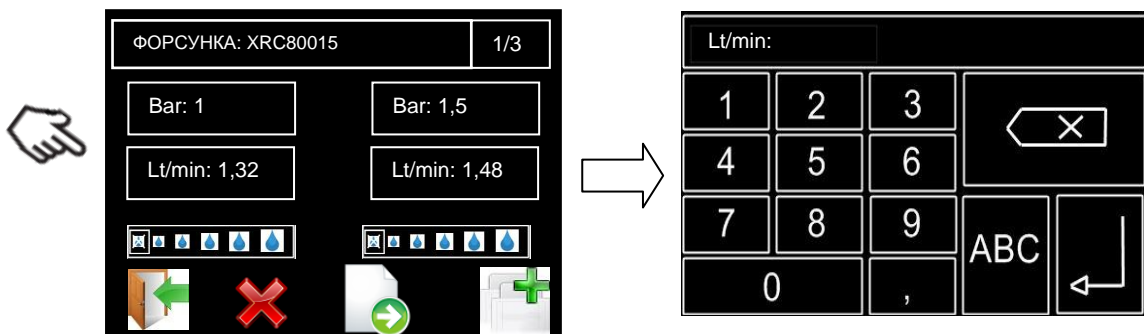 ФОРСУНКА: XRC80015 1/3
Bar: 1 Bar: 1,5
Lt/min: 1,32 Lt/min: 1,48
Lt/min:
1 2 3
4 5 6
7 8 9 ABC
0 ,